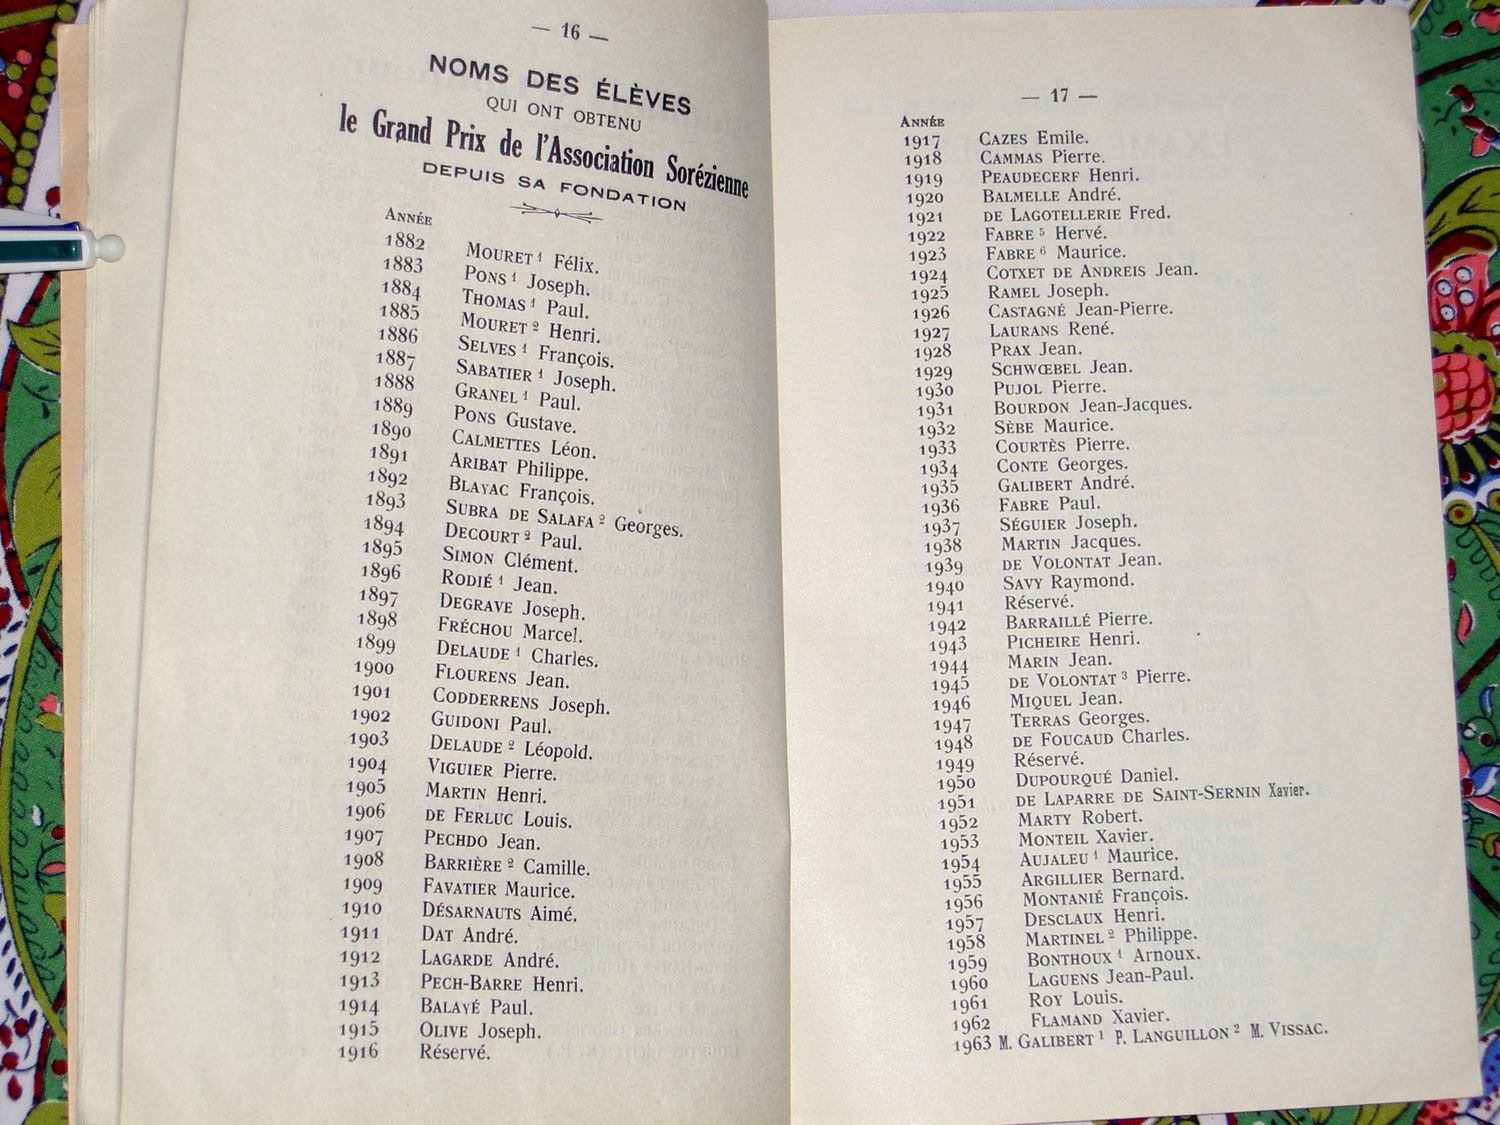 — 16 —
NOMS DES ÉLÈVES
QUI ONT OBTENU
le Grand Prix de l'Association Sorézienne
DEPUIS SA FONDATION
ANNÉE
1882 MOURET ¹ Félix.
1883 PONS ¹ Joseph.
1884 THOMAS ¹ Paul.
1885 MOURET ² Henri.
1886 SELVES ¹ François.
1887 SABATIER ¹ Joseph.
1888 GRANEL ¹ Paul.
1889 PONS Gustave.
1890 CALMETTES Léon.
1891 ARIBAT Philippe.
1892 BLAYAC François.
1893 SUBRA DE SALAFA ² Georges.
1894 DECOURT ² Paul.
1895 SIMON Clément.
1896 RODIÉ ¹ Jean.
1897 DEGRAVE Joseph.
1898 FRÉCHOU Marcel.
1899 DELAUDE ¹ Charles.
1900 FLOURENS Jean.
1901 CODDERRENS Joseph.
1902 GUIDONI Paul.
1903 DELAUDE ² Léopold.
1904 VIGUIER Pierre.
1905 MARTIN Henri.
1906 DE FERLUC Louis.
1907 PECHDO Jean.
1908 BARRIÈRE ² Camille.
1909 FAVATIER Maurice.
1910 DÉSARNAUTS Aimé.
1911 DAT André.
1912 LAGARDE André.
1913 PECH-BARRE Henri.
1914 BALAYÉ Paul.
1915 OLIVE Joseph.
1916 Réservé.
— 17 —
ANNÉE
1917 CAZES Emile.
1918 CAMMAS Pierre.
1919 PEAUDECERF Henri.
1920 BALMELLE André.
1921 DE LAGOTELLERIE Fred.
1922 FABRE ⁵ Hervé.
1923 FABRE ⁶ Maurice.
1924 COTXET DE ANDREIS Jean.
1925 RAMEL Joseph.
1926 CASTAGNÉ Jean-Pierre.
1927 LAURANS René.
1928 PRAX Jean.
1929 SCHWŒBEL Jean.
1930 PUJOL Pierre.
1931 BOURDON Jean-Jacques.
1932 SÈBE Maurice.
1933 COURTÈS Pierre.
1934 CONTE Georges.
1935 GALIBERT André.
1936 FABRE Paul.
1937 SÉGUIER Joseph.
1938 MARTIN Jacques.
1939 DE VOLONTAT Jean.
1940 SAVY Raymond.
1941 Réservé.
1942 BARRAILLÉ Pierre.
1943 PICHEIRE Henri.
1944 MARIN Jean.
1945 DE VOLONTAT ³ Pierre.
1946 MIQUEL Jean.
1947 TERRAS Georges.
1948 DE FOUCAUD Charles.
1949 Réservé.
1950 DUPOURQUÉ Daniel.
1951 DE LAPARRE DE SAINT-SERNIN Xavier.
1952 MARTY Robert.
1953 MONTEIL Xavier.
1954 AUJALEU ¹ Maurice.
1955 ARGILLIER Bernard.
1956 MONTANIÉ François.
1957 DESCLAUX Henri.
1958 MARTINEL ² Philippe.
1959 BONTHOUX ¹ Arnoux.
1960 LAGUENS Jean-Paul.
1961 ROY Louis.
1962 FLAMAND Xavier.
1963 M. GALIBERT ¹ P. LANGUILLON ² M. VISSAC.